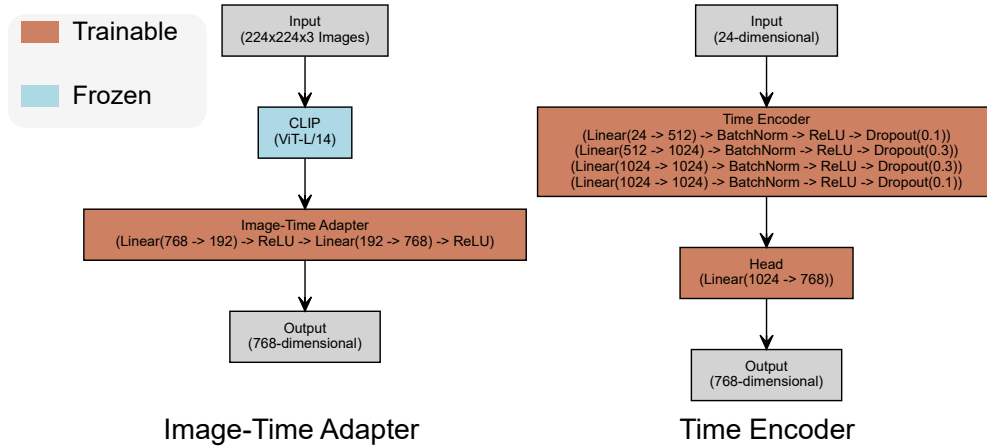 Trainable
Frozen
Input
(224x224x3 Images)
CLIP
(ViT-L/14)
Image-Time Adapter
(Linear(768 -> 192) -> ReLU -> Linear(192 -> 768) -> ReLU)
Output
(768-dimensional)
Image-Time Adapter
Input
(24-dimensional)
Time Encoder
(Linear(24 -> 512) -> BatchNorm -> ReLU -> Dropout(0.1))
(Linear(512 -> 1024) -> BatchNorm -> ReLU -> Dropout(0.3))
(Linear(1024 -> 1024) -> BatchNorm -> ReLU -> Dropout(0.3))
(Linear(1024 -> 1024) -> BatchNorm -> ReLU -> Dropout(0.1))
Head
(Linear(1024 -> 768))
Output
(768-dimensional)
Time Encoder